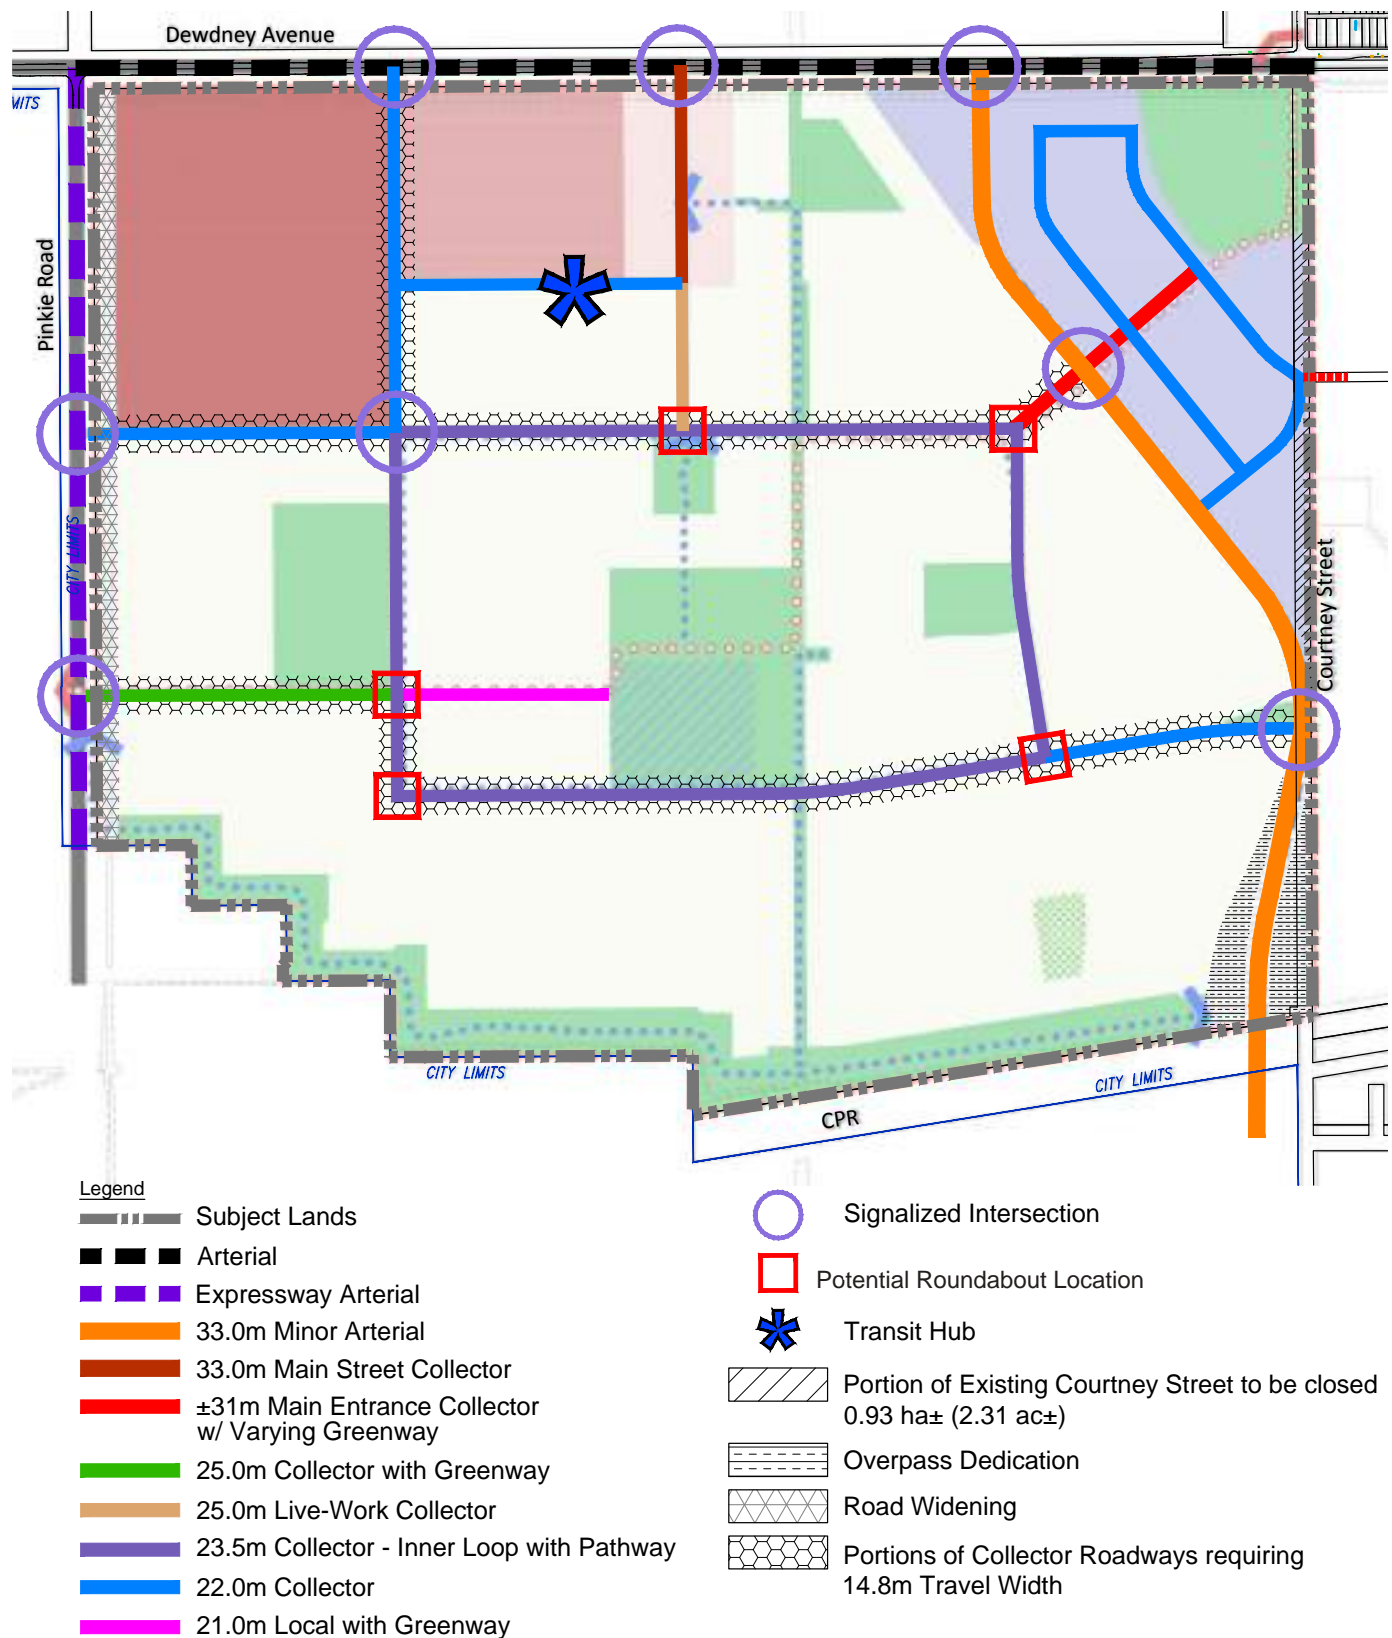 Dewdney Avenue
MITS
Pinkie Road
CITY LIMITS
Courtney Street
CITY LIMITS
CITY LIMITS
CPR
Legend
Subject Lands
Arterial
Expressway Arterial
33.0m Minor Arterial
33.0m Main Street Collector
±31m Main Entrance Collector
w/ Varying Greenway
25.0m Collector with Greenway
25.0m Live-Work Collector
23.5m Collector - Inner Loop with Pathway
22.0m Collector
21.0m Local with Greenway
Signalized Intersection
Potential Roundabout Location
Transit Hub
Portion of Existing Courtney Street to be closed
0.93 ha± (2.31 ac±)
Overpass Dedication
Road Widening
Portions of Collector Roadways requiring
14.8m Travel Width